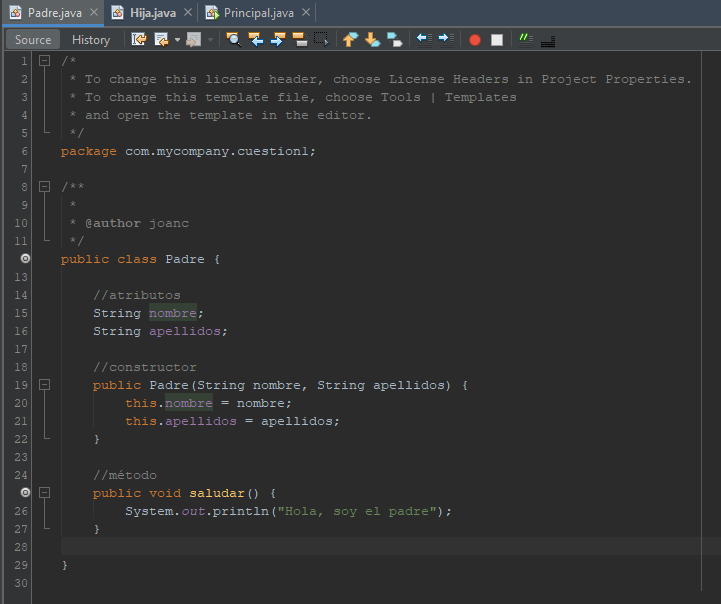 Padre.java Hija.java Principal.java
Source History
1 /*
2 * To change this license header, choose License Headers in Project Properties.
3 * To change this template file, choose Tools | Templates
4 * and open the template in the editor.
5 */
6 package com.mycompany.cuestion1;
7
8 /**
9 *
10 * @author joanc
11 */
public class Padre {
13
14 //atributos
15 String nombre;
16 String apellidos;
17
18 //constructor
19 public Padre(String nombre, String apellidos) {
20 this.nombre = nombre;
21 this.apellidos = apellidos;
22 }
23
24 //método
public void saludar() {
26 System.out.println("Hola, soy el padre");
27 }
28
29 }
30